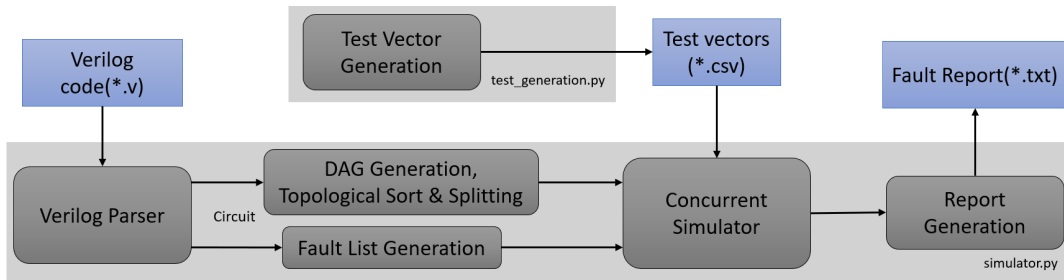 Verilog
code(*.v)
Test Vector
Generation
test_generation.py
Test vectors
(*.csv)
Fault Report(*.txt)
Verilog Parser
Circuit
DAG Generation,
Topological Sort & Splitting
Fault List Generation
Concurrent
Simulator
Report
Generation
simulator.py